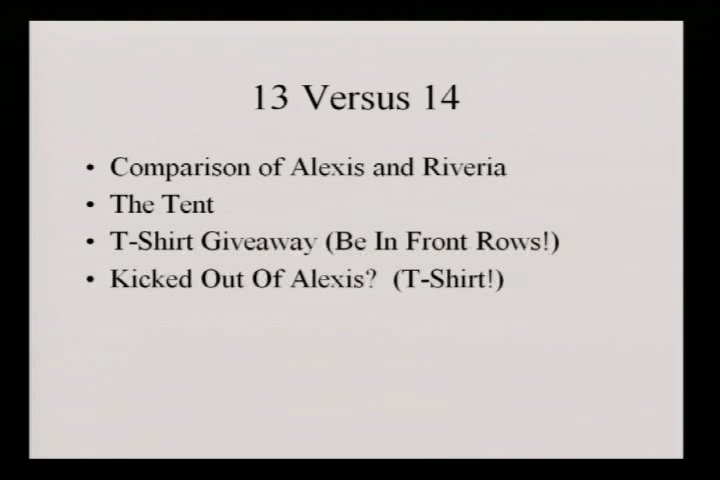 13 Versus 14
• Comparison of Alexis and Riveria
• The Tent
• T-Shirt Giveaway (Be In Front Rows!)
• Kicked Out Of Alexis?  (T-Shirt!)